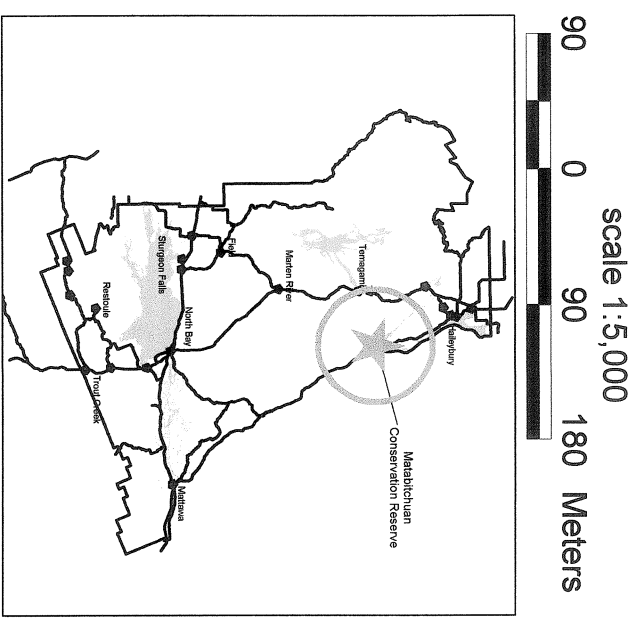 scale 1:5,000
90 0 90 180 Meters
Haileybury
Temagami
Matabitchuan
Conservation Reserve
Marten River
Field
Sturgeon Falls
North Bay
Mattawa
Restoule
Trout Creek